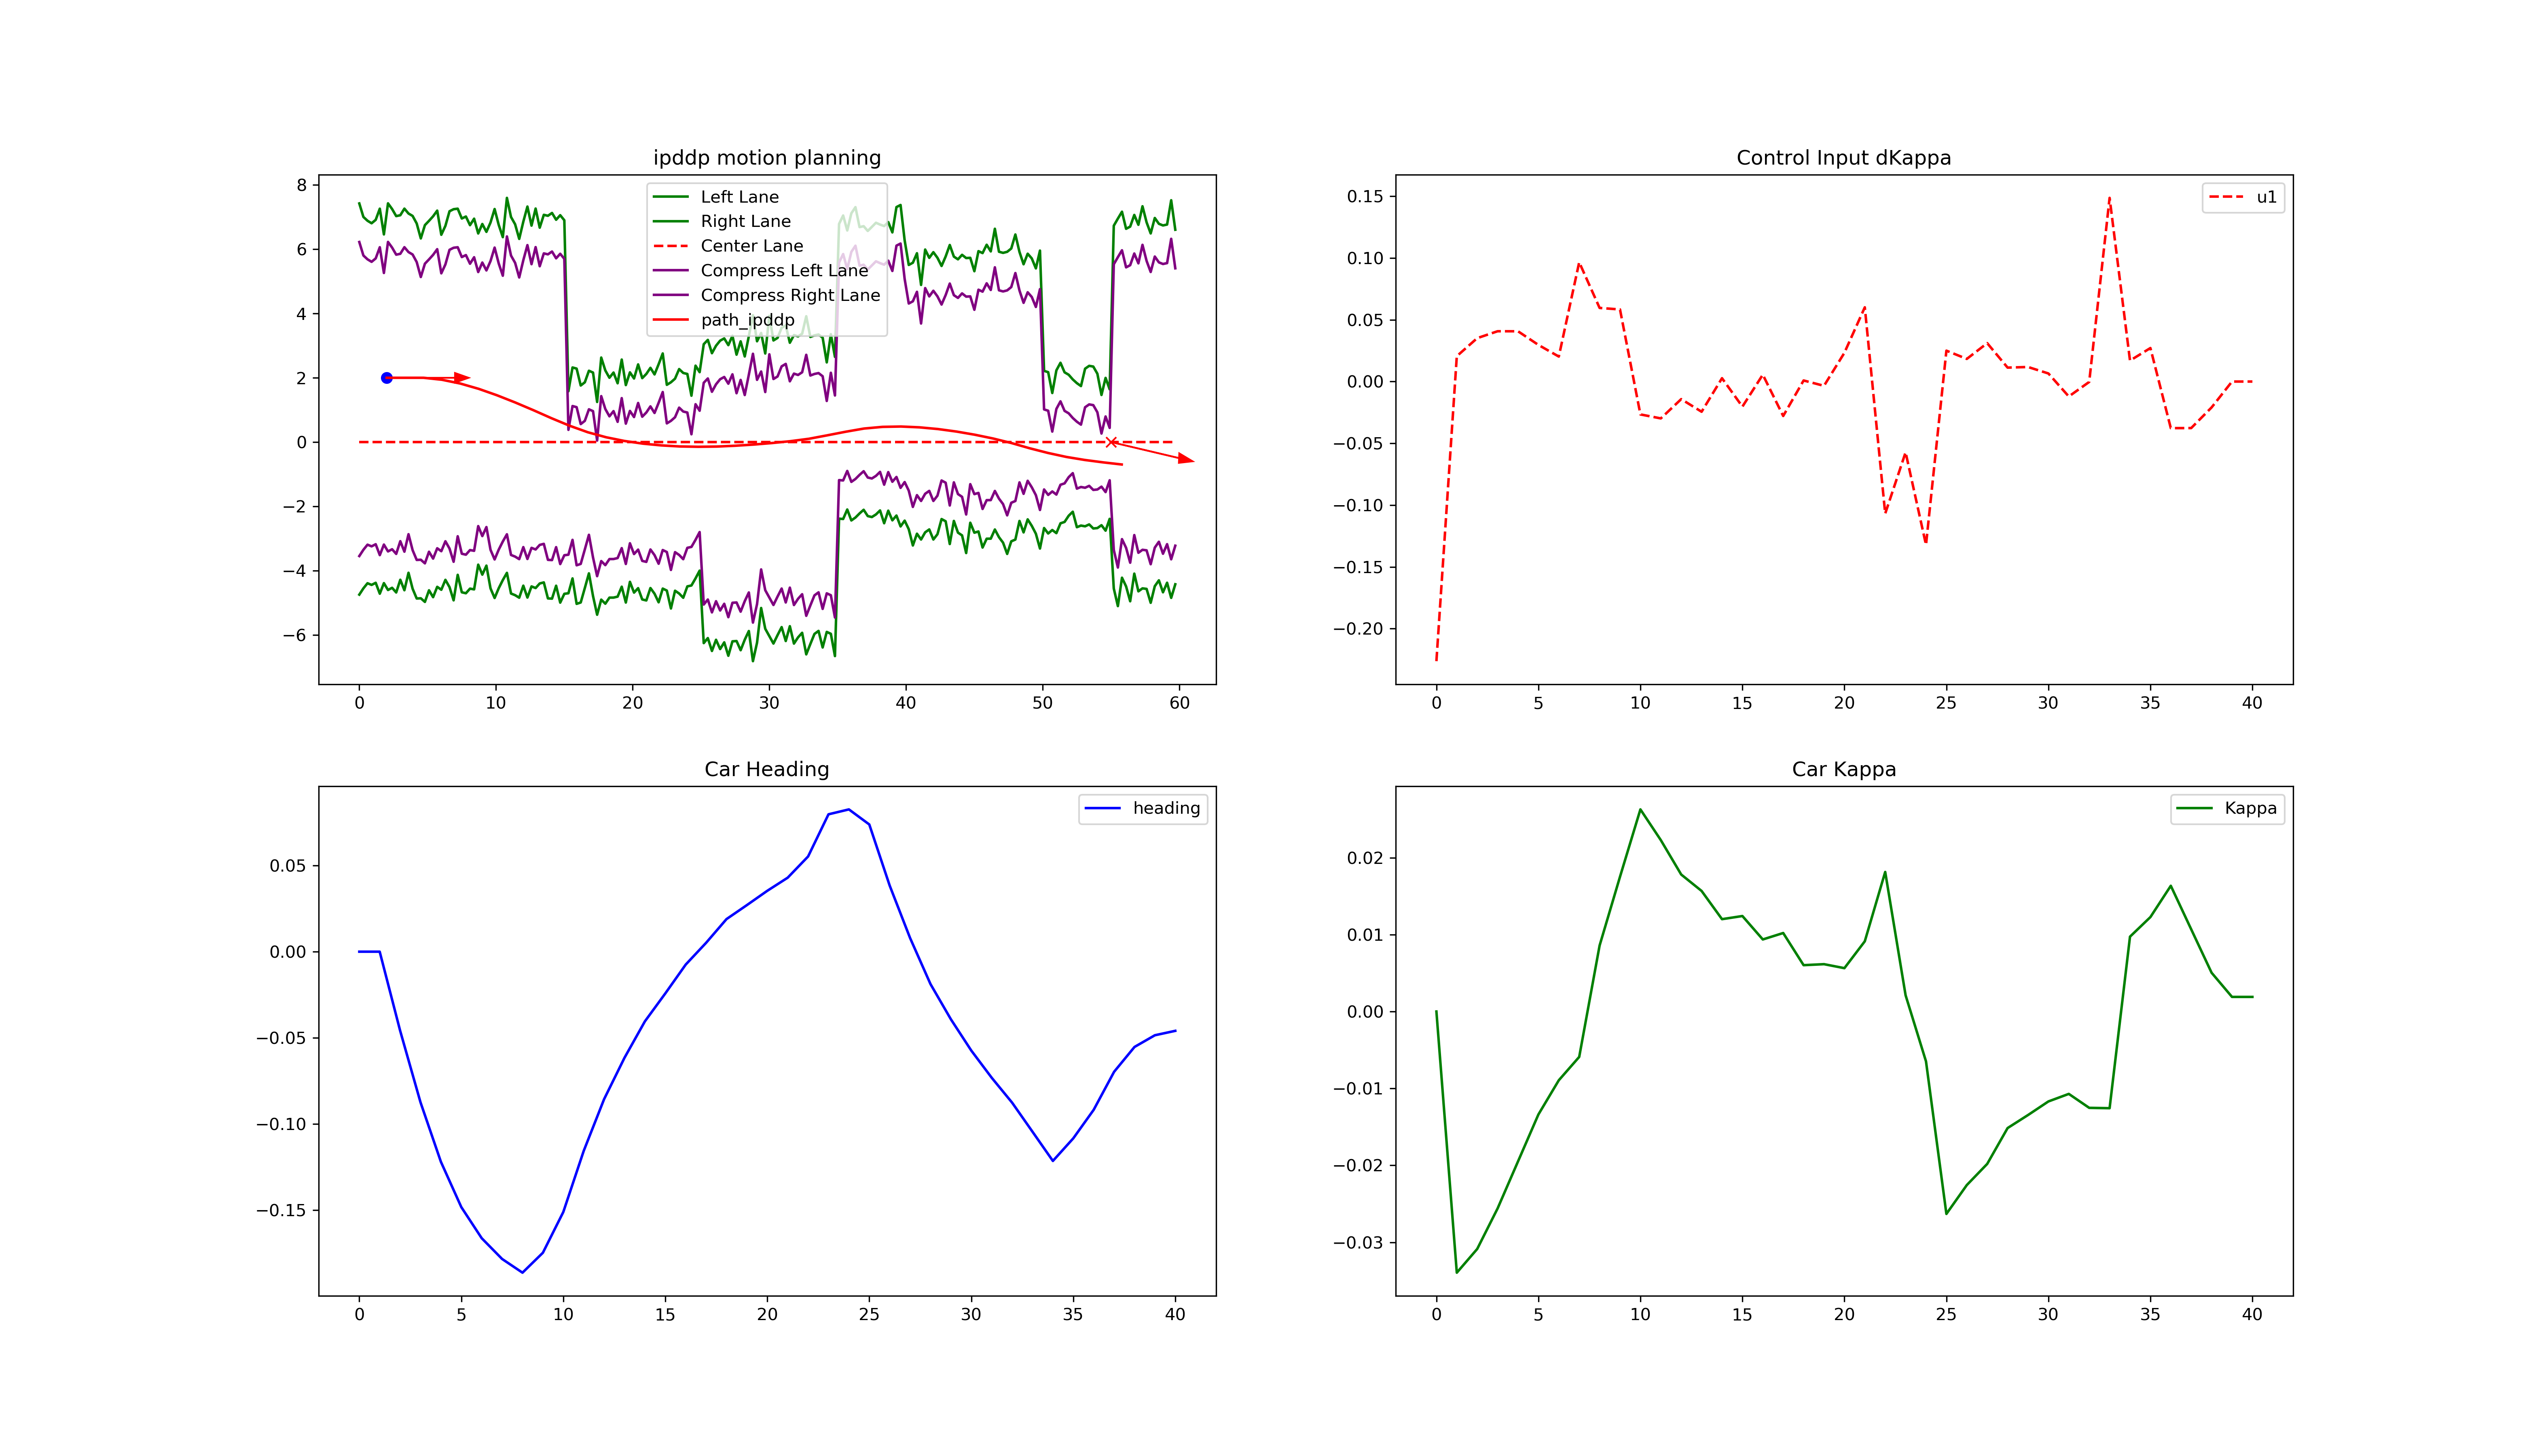 ipddp motion planning
8
6
4
2
0
−2
−4
−6
0 10 20 30 40 50 60
Left Lane
Right Lane
Center Lane
Compress Left Lane
Compress Right Lane
path_ipddp
Control Input dKappa
0.15
0.10
0.05
0.00
−0.05
−0.10
−0.15
−0.20
0 5 10 15 20 25 30 35 40
u1
Car Heading
0.05
0.00
−0.05
−0.10
−0.15
0 5 10 15 20 25 30 35 40
heading
Car Kappa
0.02
0.01
0.00
−0.01
−0.02
−0.03
0 5 10 15 20 25 30 35 40
Kappa